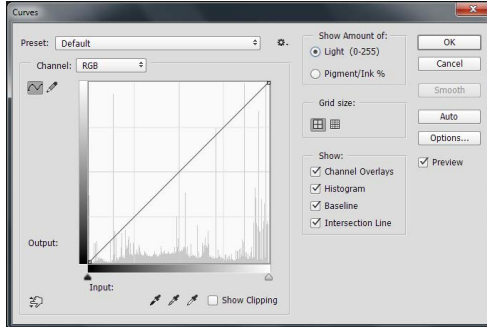 Curves
Preset: Default
Channel: RGB
Output:
Input:
Show Clipping
Show Amount of:
Light (0-255)
Pigment/Ink %
Grid size:
Show:
Channel Overlays
Histogram
Baseline
Intersection Line
OK
Cancel
Smooth
Auto
Options...
Preview